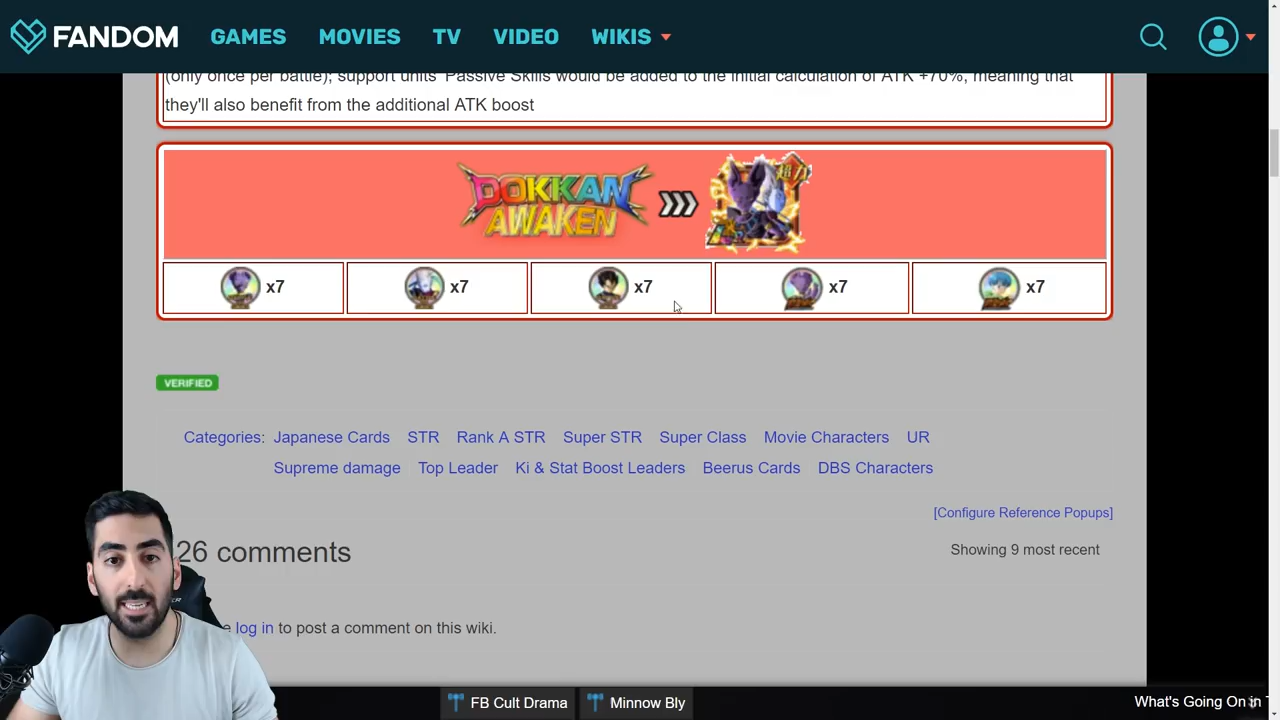 FANDOM GAMES MOVIES TV VIDEO WIKIS
(only once per battle); support units' Passive Skills would be added to the initial calculation of ATK +70%, meaning that
they'll also benefit from the additional ATK boost
DOKKAN
AWAKEN
超力
x7 x7 x7 x7 x7
VERIFIED
Categories: Japanese Cards STR Rank A STR Super STR Super Class Movie Characters UR
Supreme damage Top Leader Ki & Stat Boost Leaders Beerus Cards DBS Characters
[Configure Reference Popups]
26 comments
Showing 9 most recent
log in to post a comment on this wiki.
FB Cult Drama Minnow Bly What's Going On in